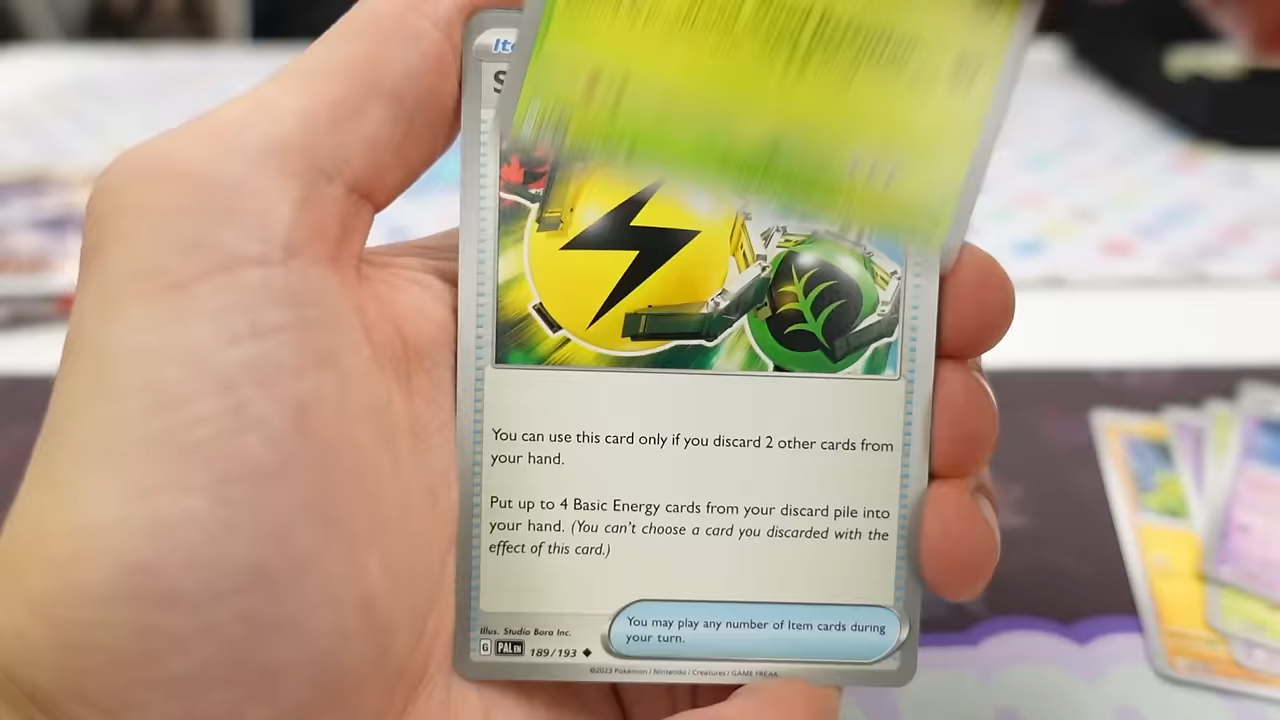 Ite
S
You can use this card only if you discard 2 other cards from
your hand.
Put up to 4 Basic Energy cards from your discard pile into
your hand. (You can't choose a card you discarded with the
effect of this card.)
You may play any number of Item cards during
your turn.
Illus. Studio Bora Inc.
G PAL EN 189/193
©2023 Pokémon / Nintendo / Creatures / GAME FREAK